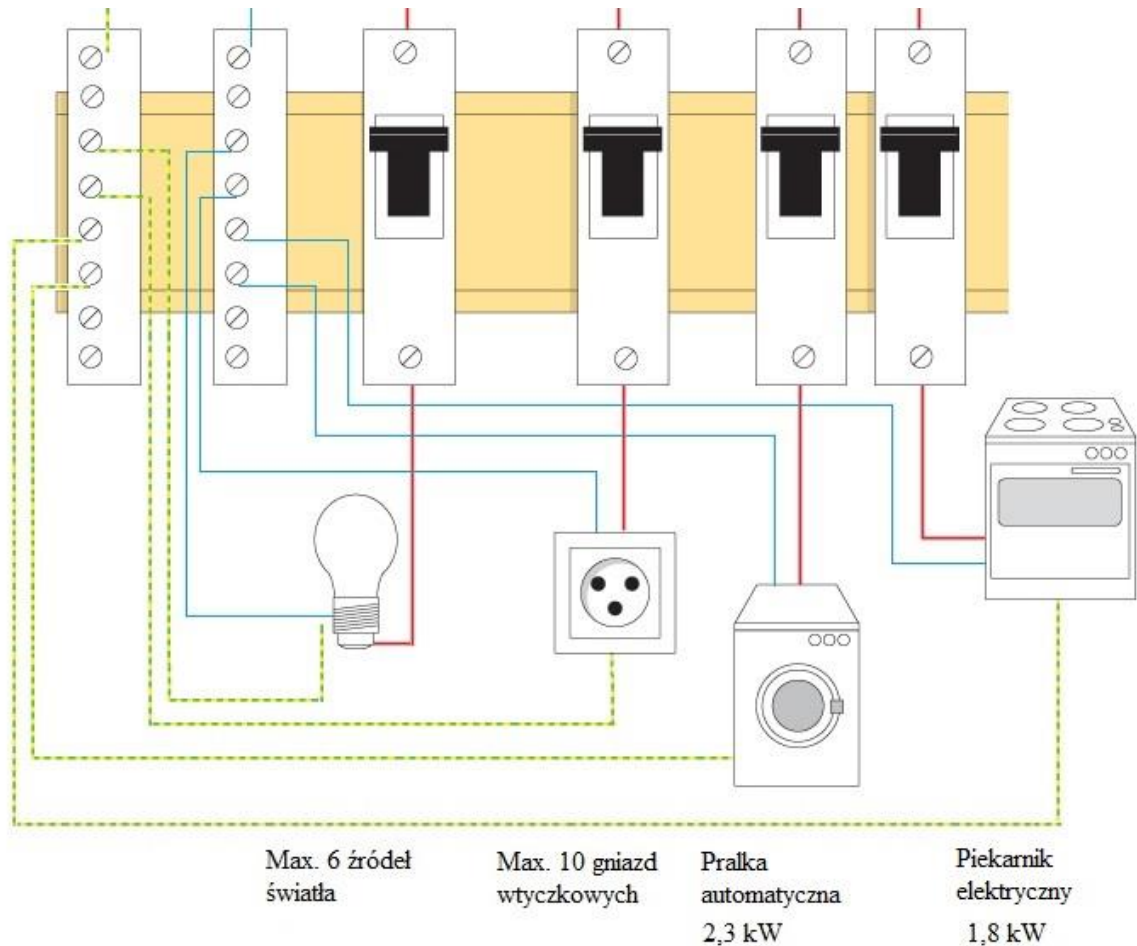 Max. 6 źródeł
światła
Max. 10 gniazd
wtyczkowych
Pralka
automatyczna
2,3 kW
Piekarnik
elektryczny
1,8 kW